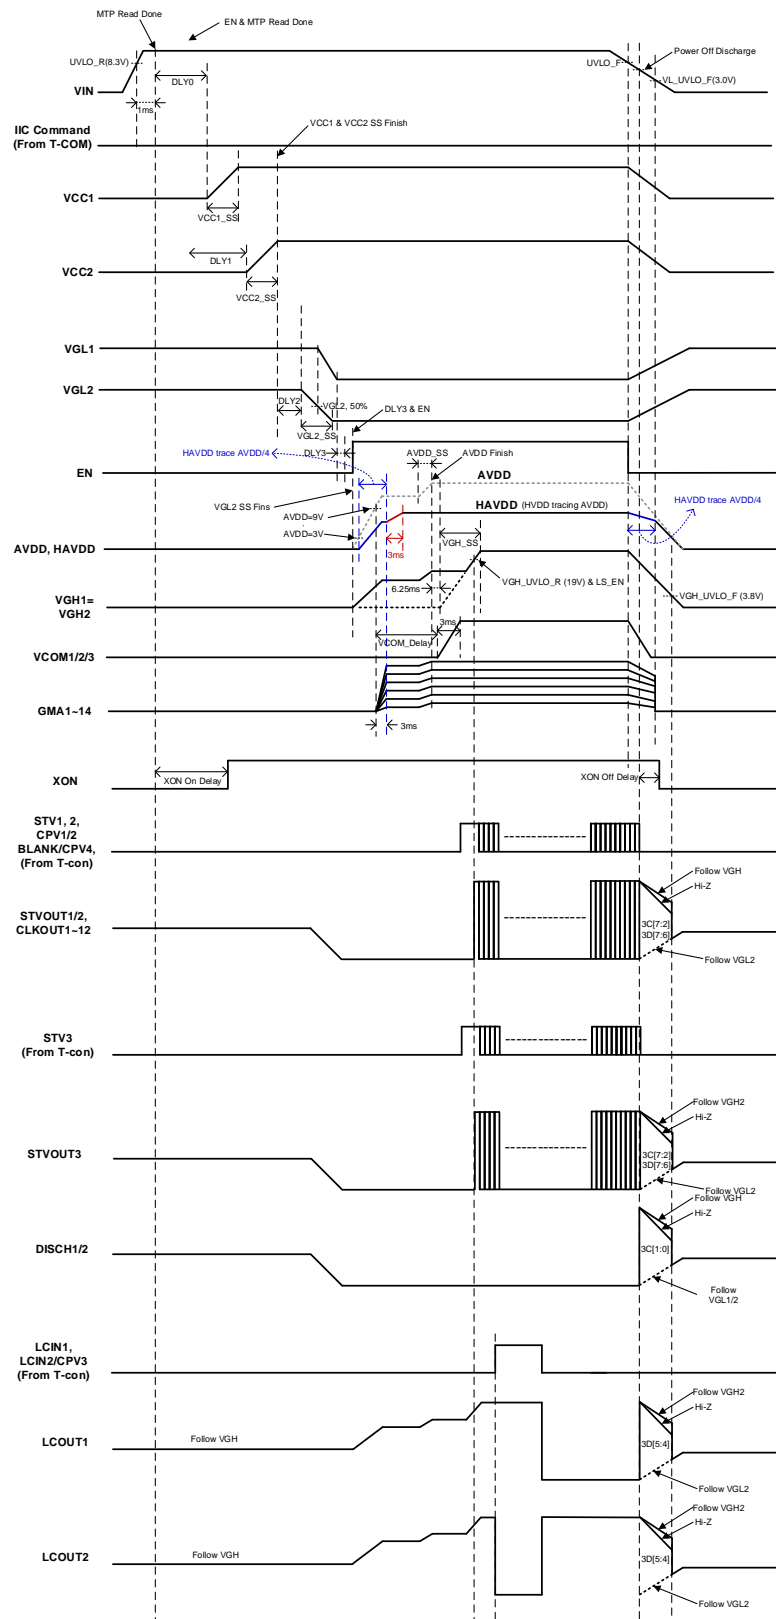 MTP Read Done
EN & MTP Read Done
UVLO_R(8.3V)
DLY0
VIN
1ms
UVLO_F
Power Off Discharge
VL_UVLO_F(3.0V)
IIC Command
(From T-COM)
VCC1 & VCC2 SS Finish
VCC1
VCC1_SS
DLY1
VCC2
VCC2_SS
VGL1
VGL2
DLY2
VGL2, 50%
VGL2_SS
DLY3 & EN
DLY3
HAVDD trace AVDD/4
AVDD_SS
AVDD Finish
EN
VGL2 SS Fins
AVDD
AVDD=9V
HAVDD (HVDD tracing AVDD)
HAVDD trace AVDD/4
AVDD=3V
AVDD, HAVDD
3ms
VGH_SS
VGH_UVLO_R (19V) & LS_EN
6.25ms
VGH1=
VGH2
VGH_UVLO_F (3.8V)
3ms
VCOM_Delay
VCOM1/2/3
GMA1~14
3ms
XON
XON On Delay
XON Off Delay
STV1, 2,
CPV1/2
BLANK/CPV4,
(From T-con)
Follow VGH
Hi-Z
STVOUT1/2,
CLKOUT1~12
3C[7:2]
3D[7:6]
Follow VGL2
STV3
(From T-con)
Follow VGH2
Hi-Z
STVOUT3
3C[7:2]
3D[7:6]
Follow VGL2
Follow VGH
Hi-Z
DISCH1/2
3C[1:0]
Follow
VGL1/2
LCIN1,
LCIN2/CPV3
(From T-con)
Follow VGH2
Hi-Z
LCOUT1
Follow VGH
3D[5:4]
Follow VGL2
Follow VGH2
Hi-Z
LCOUT2
Follow VGH
3D[5:4]
Follow VGL2